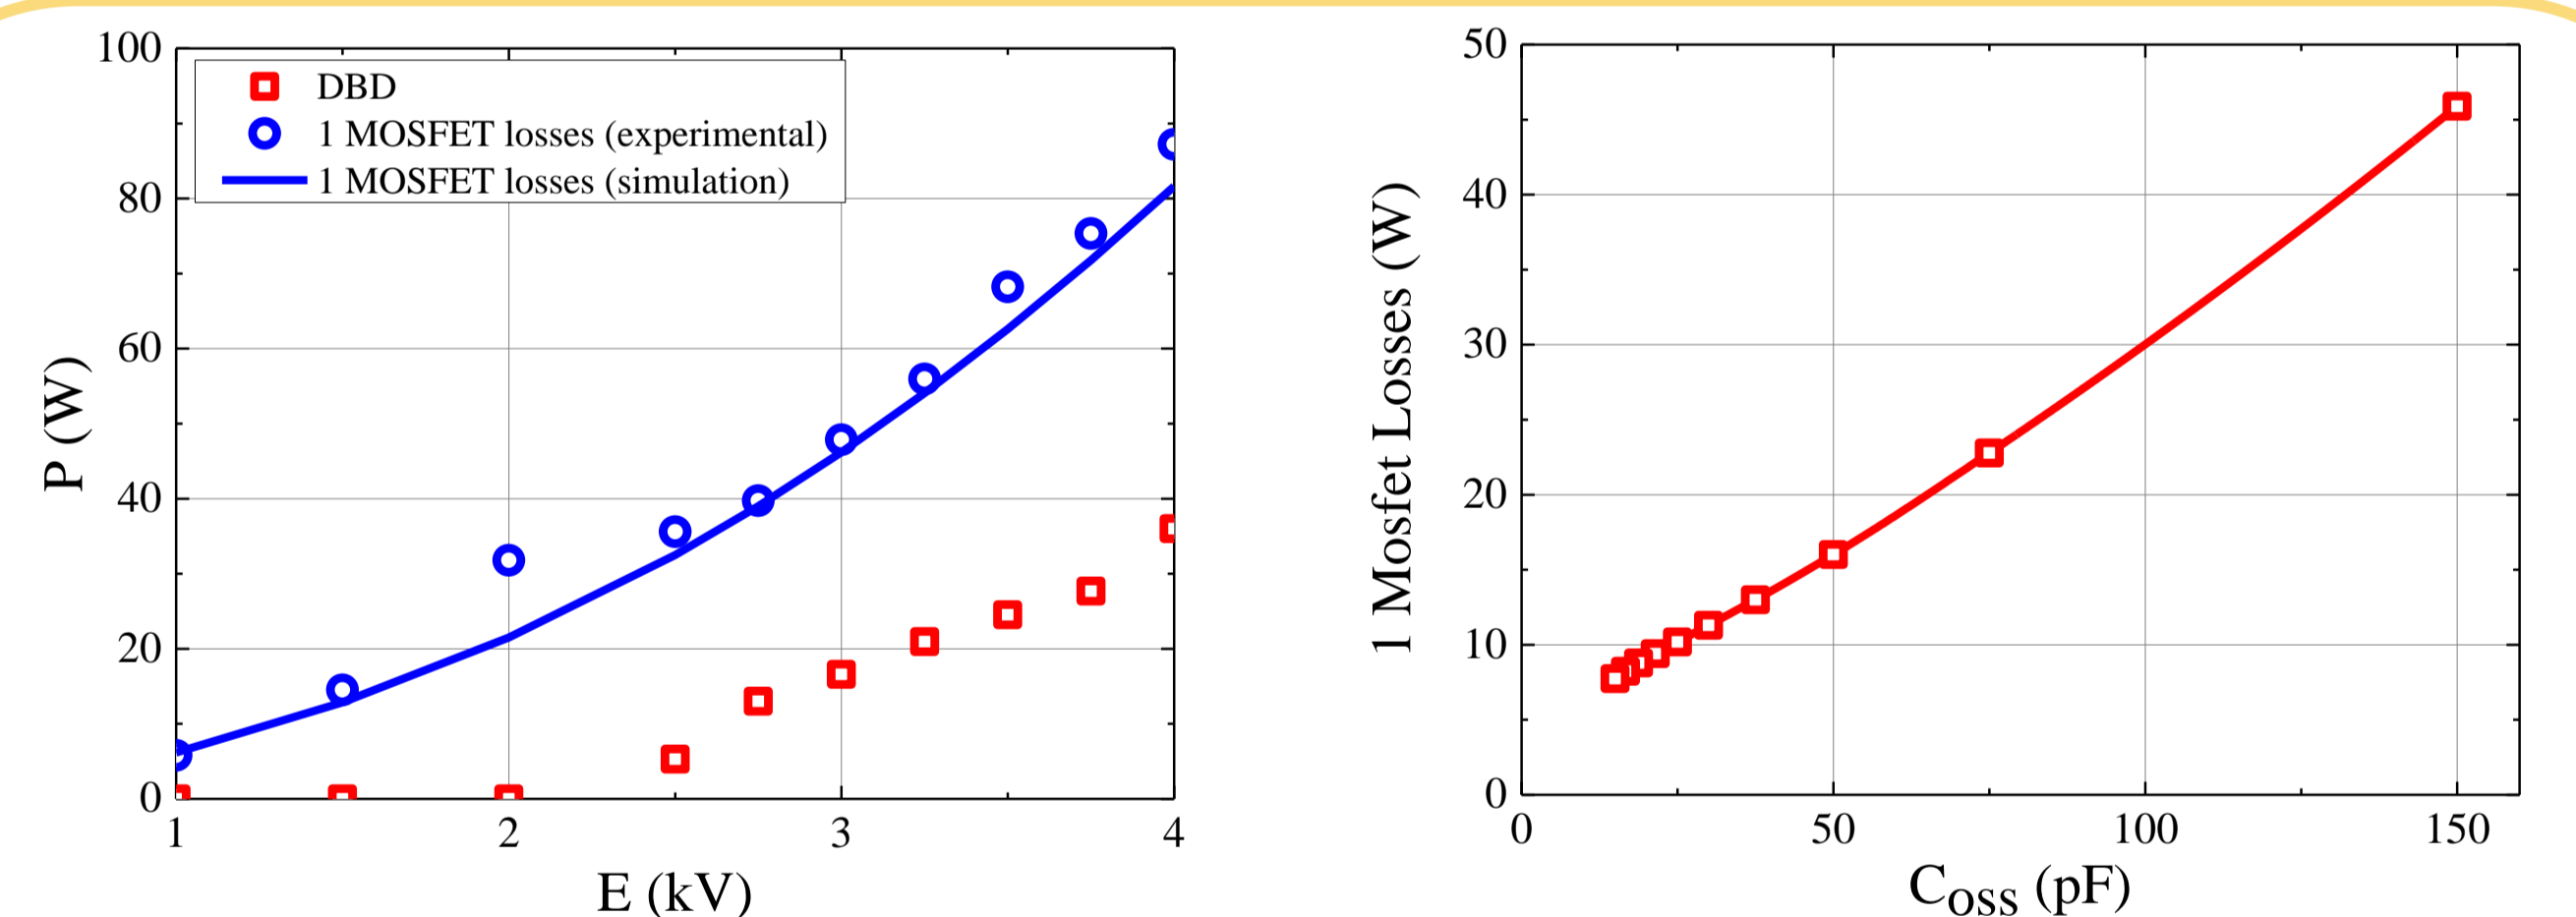 100
80
60
40
20
0
P (W)
DBD
1 MOSFET losses (experimental)
1 MOSFET losses (simulation)
1 2 3 4
E (kV)
50
40
30
20
10
0
1 Mosfet Losses (W)
0 50 100 150
Coss (pF)